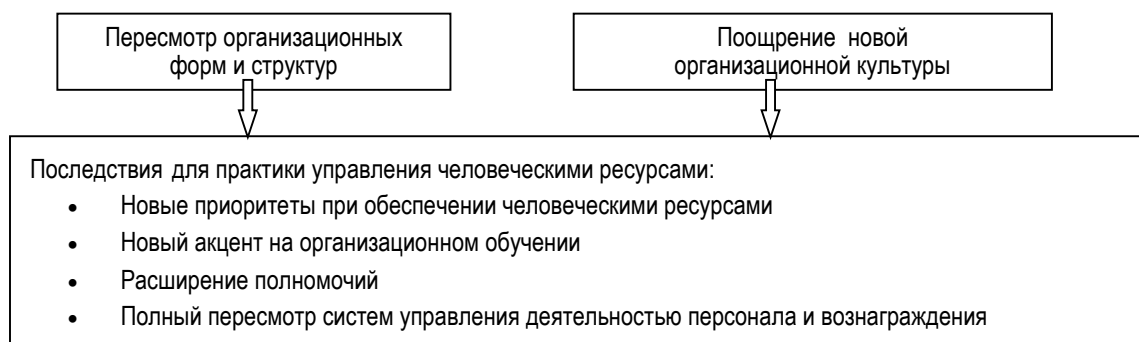 Пересмотр организационных
форм и структур
Поощрение новой
организационной культуры
Последствия для практики управления человеческими ресурсами:
• Новые приоритеты при обеспечении человеческими ресурсами
• Новый акцент на организационном обучении
• Расширение полномочий
• Полный пересмотр систем управления деятельностью персонала и вознаграждения